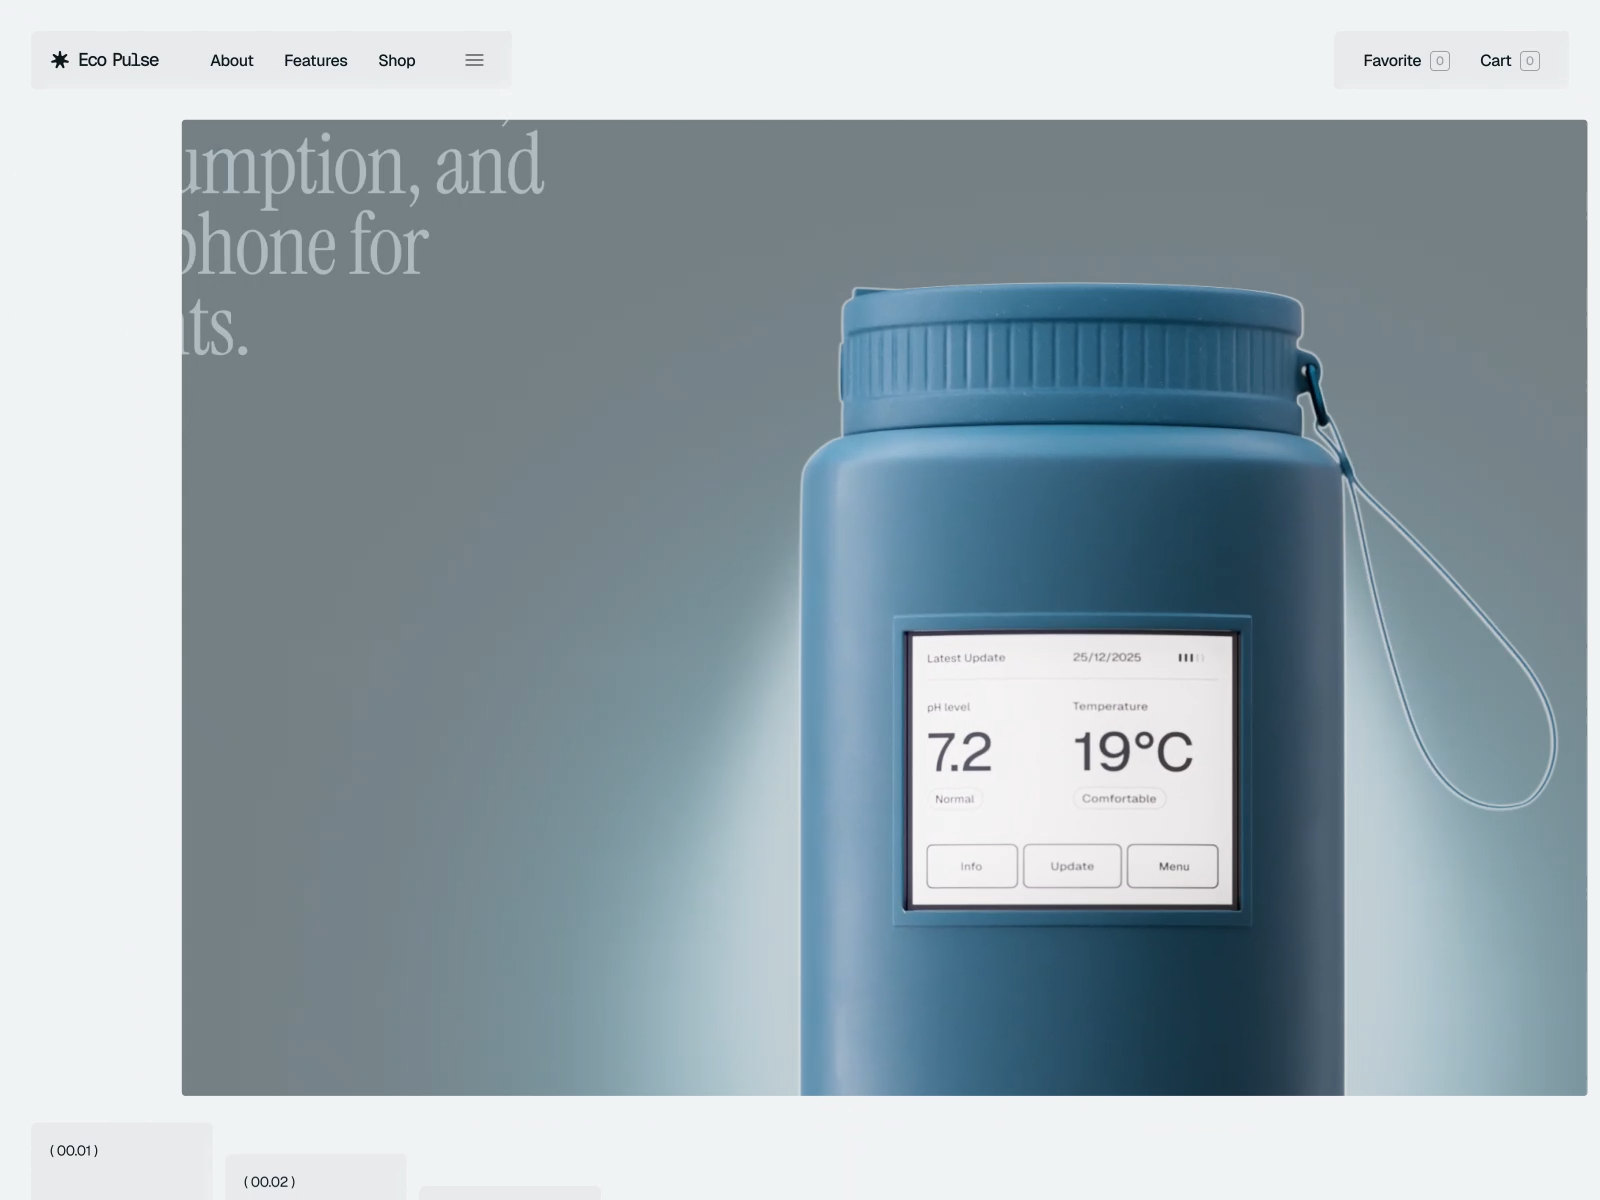 Eco Pulse About Features Shop
Favorite 0 Cart 0
umption, and
phone for
ts.
Latest Update 25/12/2025
pH level Temperature
7.2 19°C
Normal Comfortable
Info Update Menu
( 00.01 )
( 00.02 )